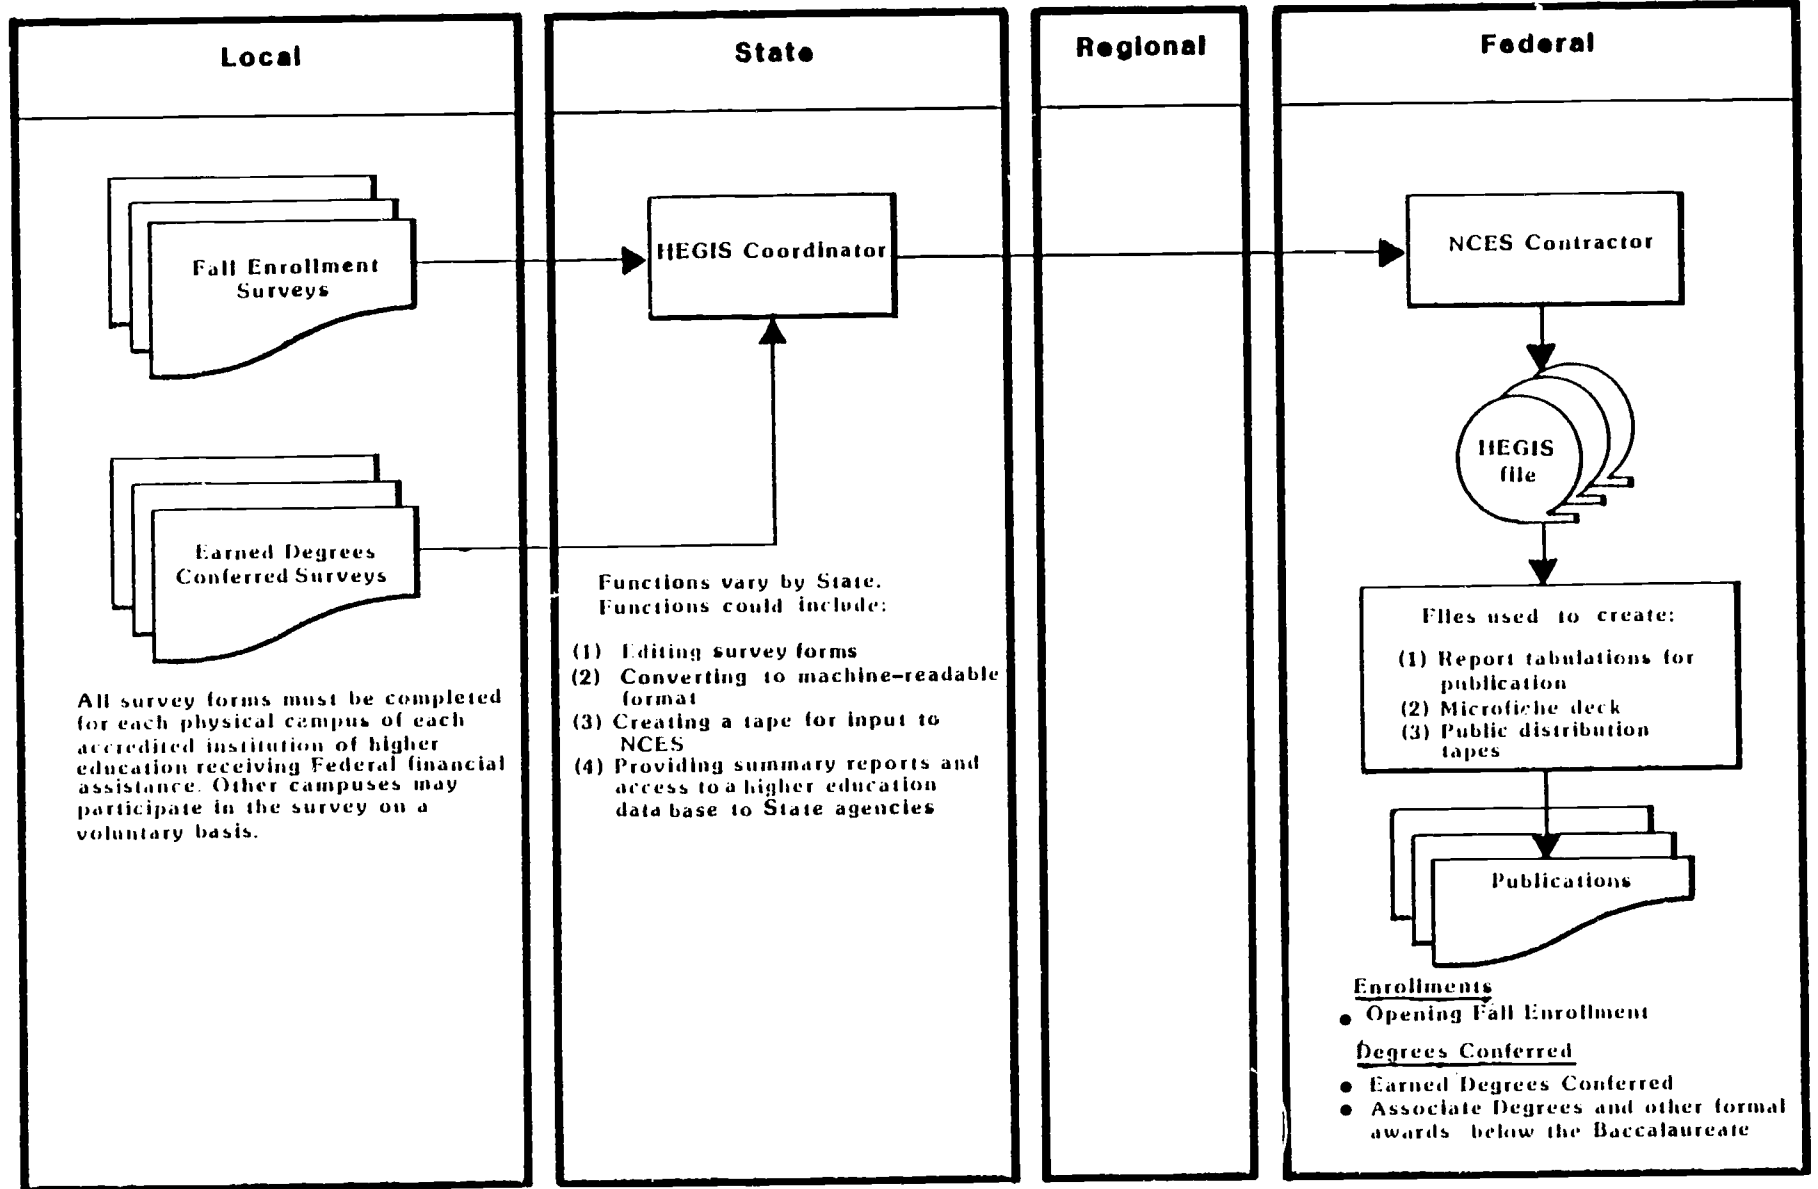 Local
Fall Enrollment
Surveys
Earned Degrees
Conferred Surveys
All survey forms must be completed
for each physical campus of each
accredited institution of higher
education receiving Federal financial
assistance. Other campuses may
participate in the survey on a
voluntary basis.
State
HEGIS Coordinator
Functions vary by State.
Functions could include:
(1) Editing survey forms
(2) Converting to machine-readable
format
(3) Creating a tape for input to
NCES
(4) Providing summary reports and
access to a higher education
data base to State agencies
Regional
Federal
NCES Contractor
HEGIS
file
Files used to create:
(1) Report tabulations for
publication
(2) Microfiche deck
(3) Public distribution
tapes
Publications
Enrollments
● Opening Fall Enrollment
Degrees Conferred
● Earned Degrees Conferred
● Associate Degrees and other formal
awards below the Baccalaureate